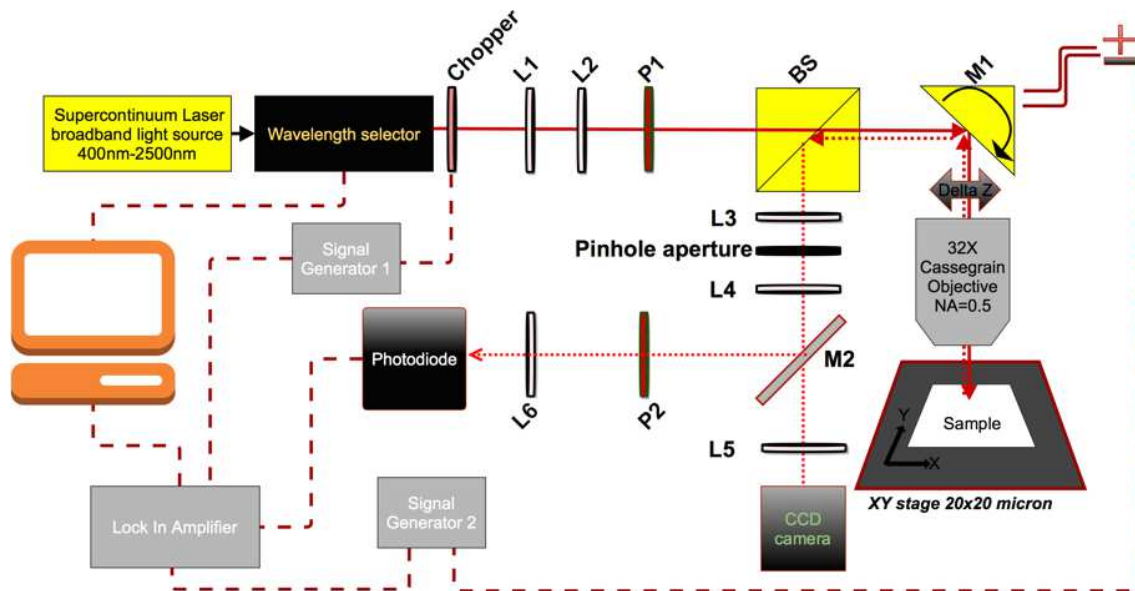 Chopper
L1
L2
P1
BS
M1
Supercontinuum Laser
broadband light source
400nm-2500nm
Wavelength selector
Delta Z
L3
Pinhole aperture
L4
Signal
Generator 1
32X
Cassegrain
Objective
NA=0.5
Photodiode
L6
P2
M2
L5
Y
X
Sample
XY stage 20x20 micron
Lock In Amplifier
Signal
Generator 2
CCD
camera